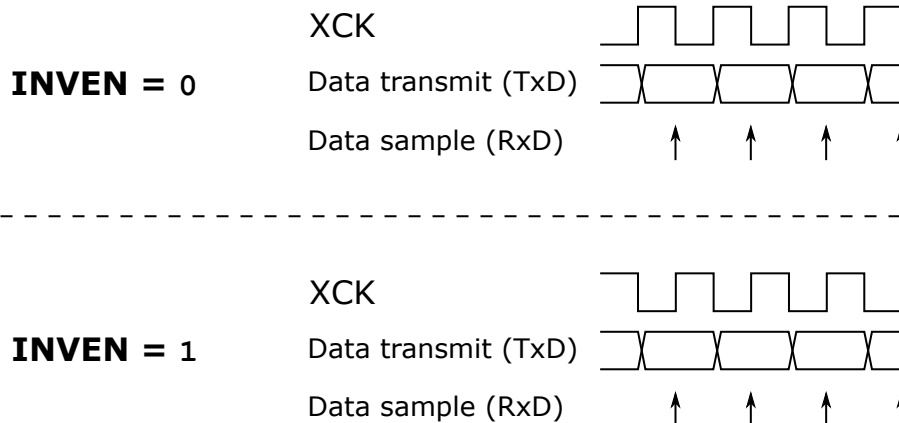 XCK
INVEN = 0
Data transmit (TxD)
Data sample (RxD)
XCK
INVEN = 1
Data transmit (TxD)
Data sample (RxD)